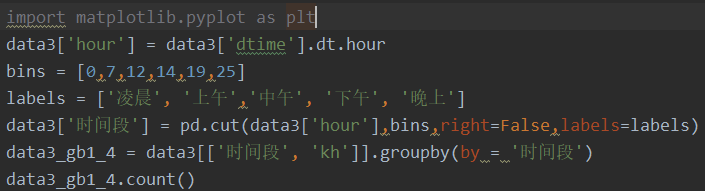 import matplotlib.pyplot as plt
data3['hour'] = data3['dtime'].dt.hour
bins = [0,7,12,14,19,25]
labels = ['凌晨', '上午','中午', '下午', '晚上']
data3['时间段'] = pd.cut(data3['hour'],bins,right=False,labels=labels)
data3_gb1_4 = data3[['时间段', 'kh']].groupby(by = '时间段')
data3_gb1_4.count()